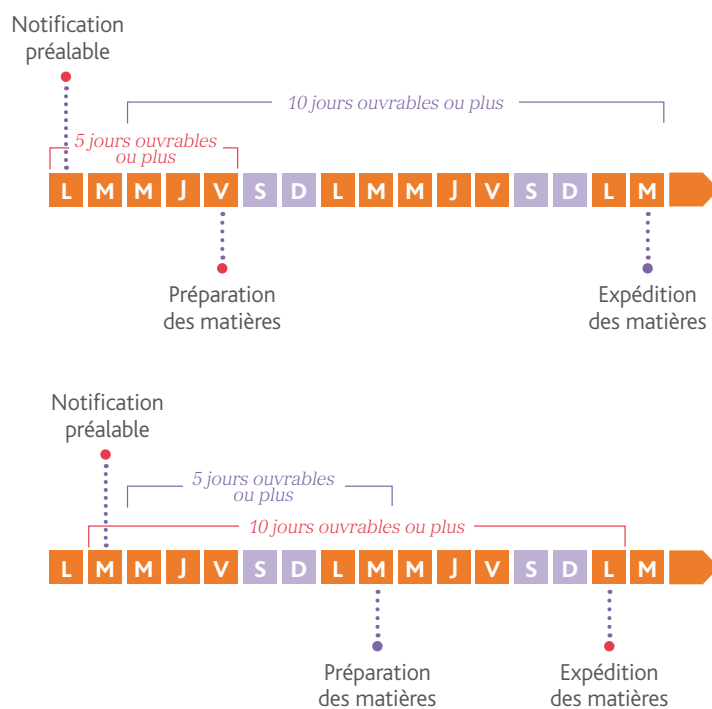 Notification
préalable
10 jours ouvrables ou plus
5 jours ouvrables
ou plus
L M M J V S D L M M J V S D L M
Préparation
des matières
Expédition
des matières
Notification
préalable
5 jours ouvrables
ou plus
10 jours ouvrables ou plus
L M M J V S D L M M J V S D L M
Préparation
des matières
Expédition
des matières